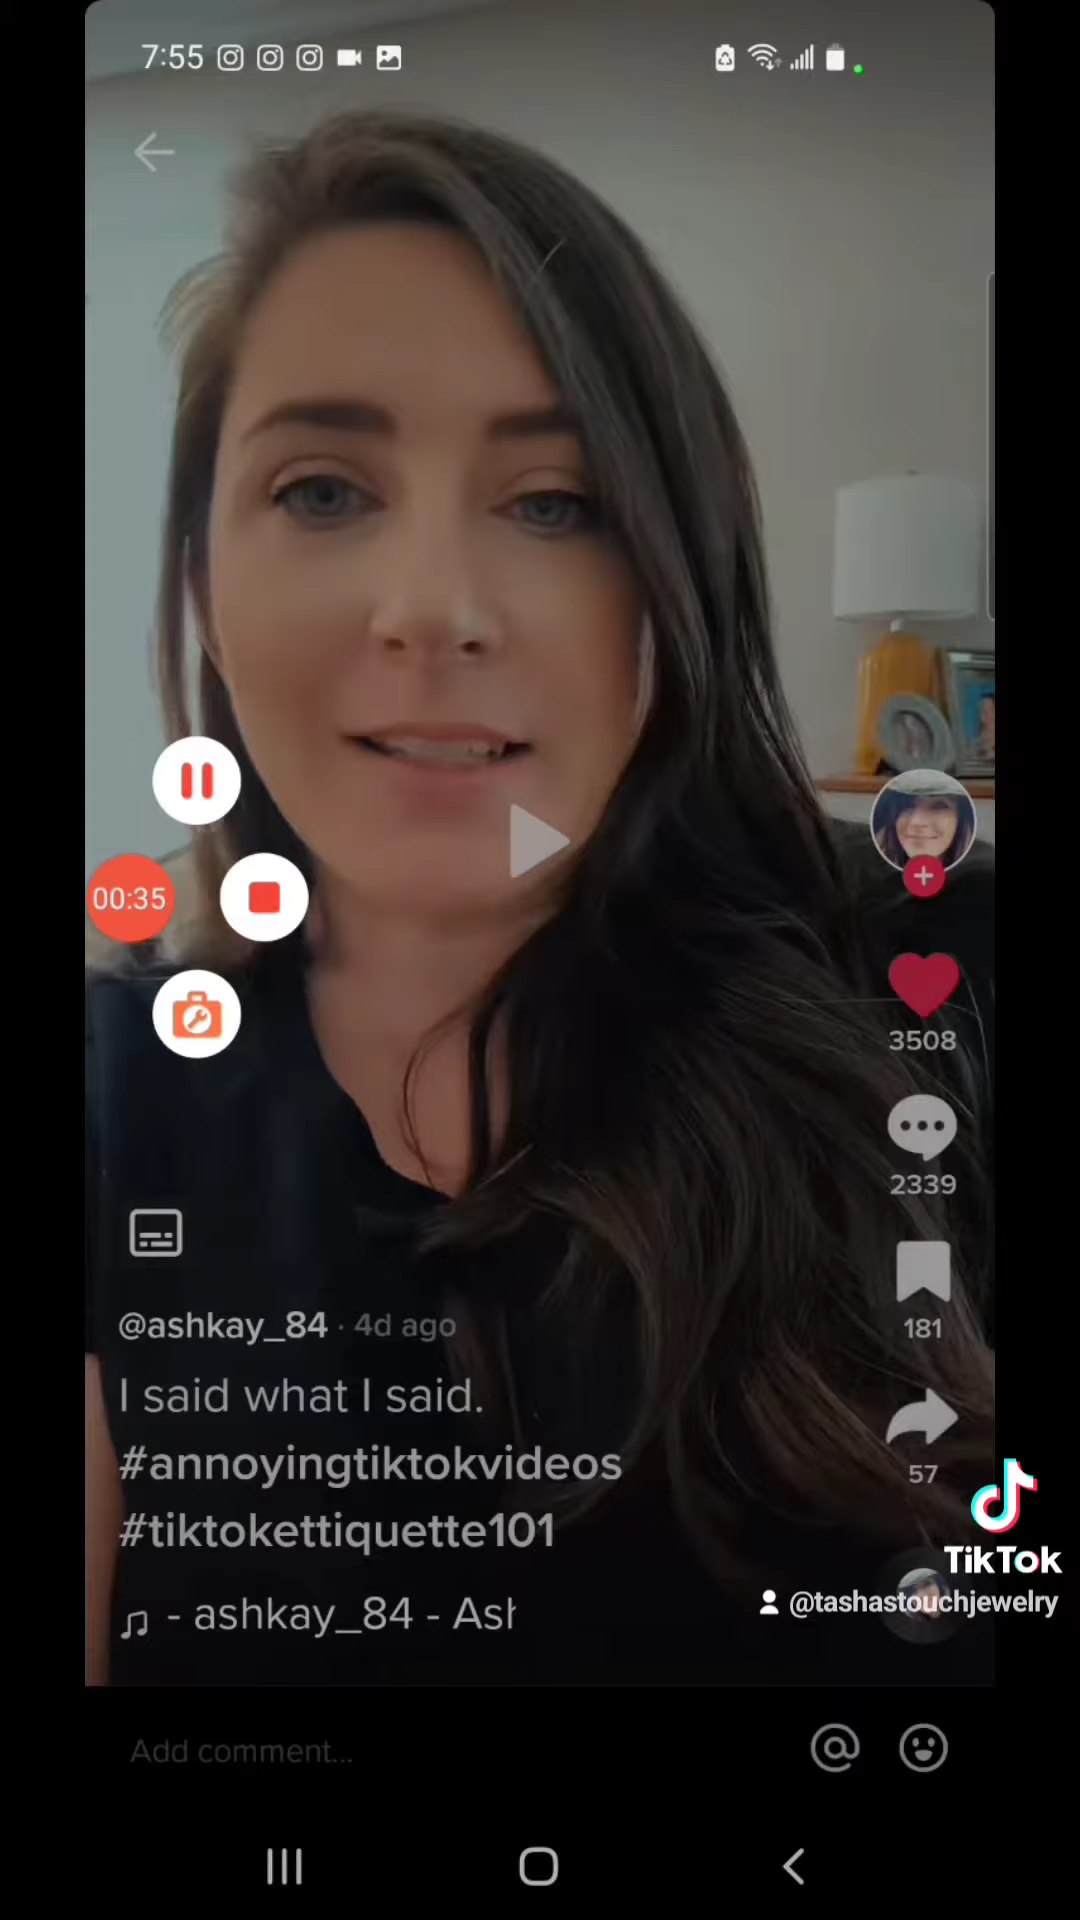 7:55
00:35
3508
2339
181
57
@ashkay_84 · 4d ago
I said what I said.
#annoyingtiktokvideos
#tiktokettiquette101
- ashkay_84 - Ash
TikTok
@tashastouchjewelry
Add comment...